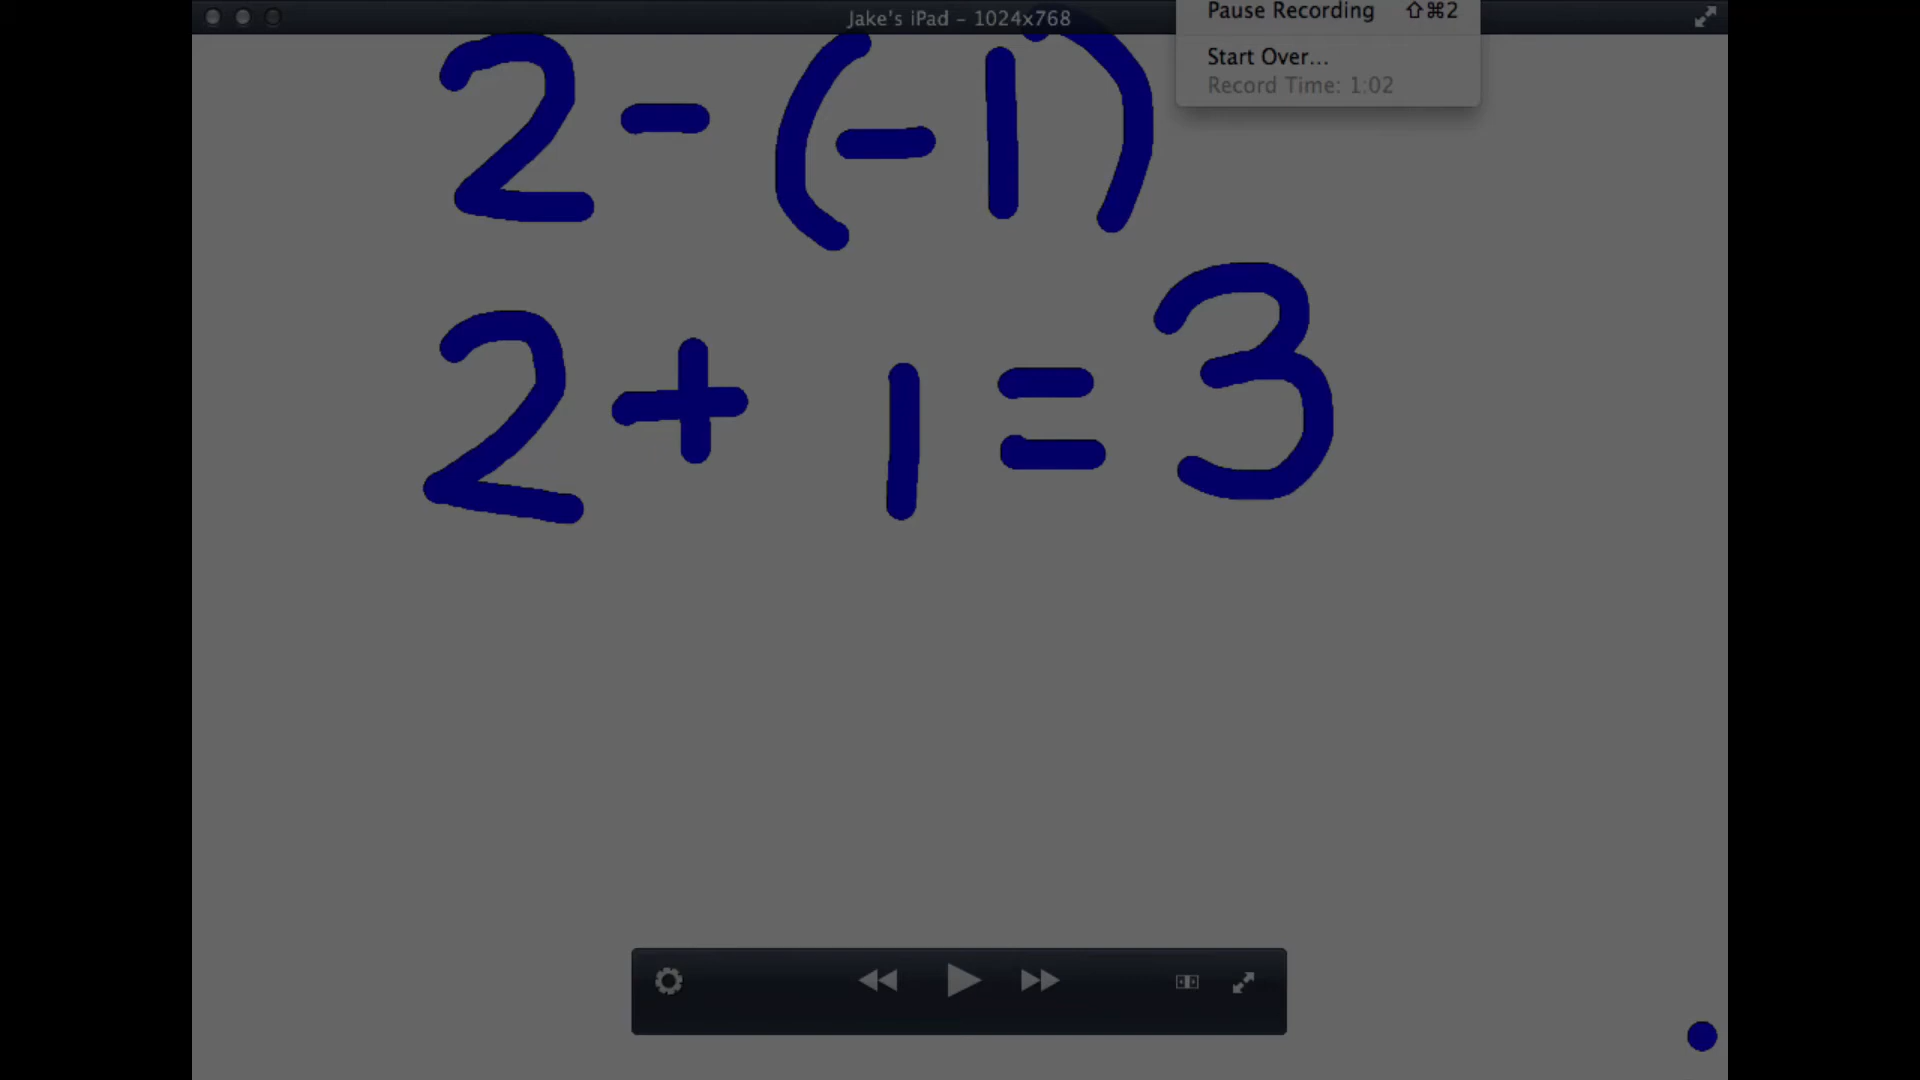 Jake's iPad – 1024x768
Pause Recording ⇧⌘2
Start Over...
Record Time: 1:02
2 - (-1)
2 + 1 = 3